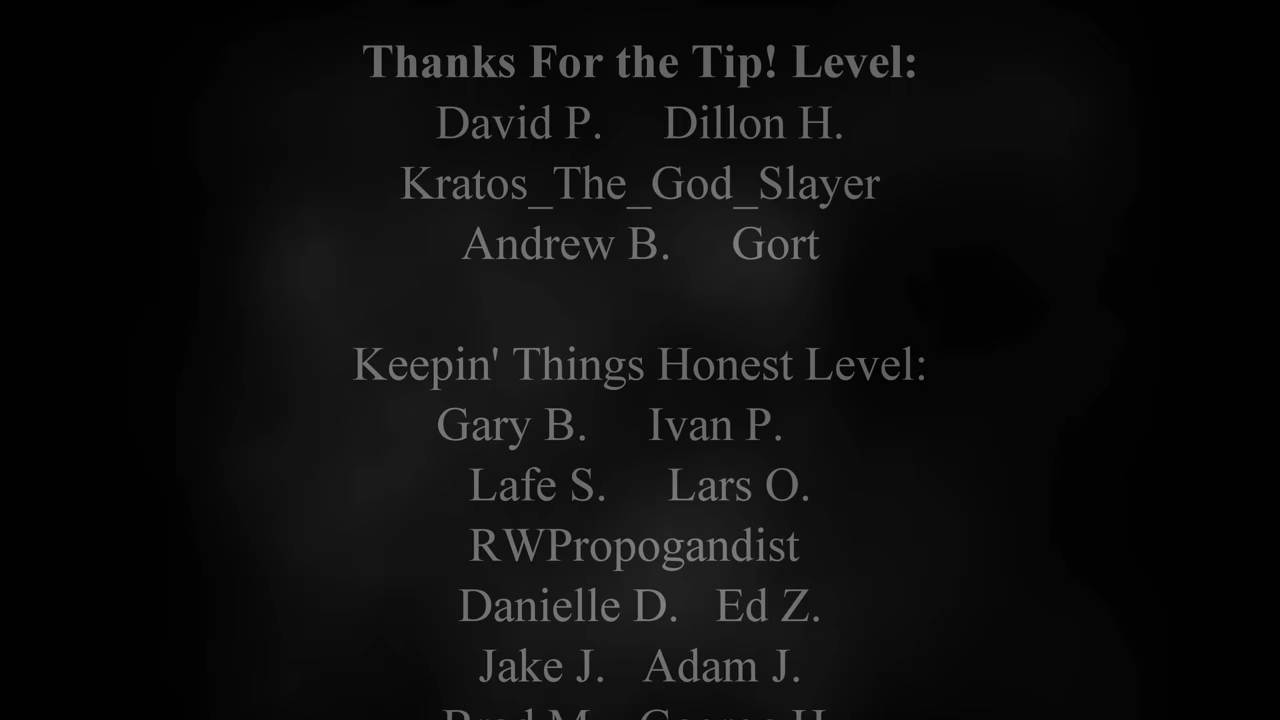 Thanks For the Tip! Level:
David P. Dillon H.
Kratos_The_God_Slayer
Andrew B. Gort
Keepin' Things Honest Level:
Gary B. Ivan P.
Lafe S. Lars O.
RWPropogandist
Danielle D. Ed Z.
Jake J. Adam J.